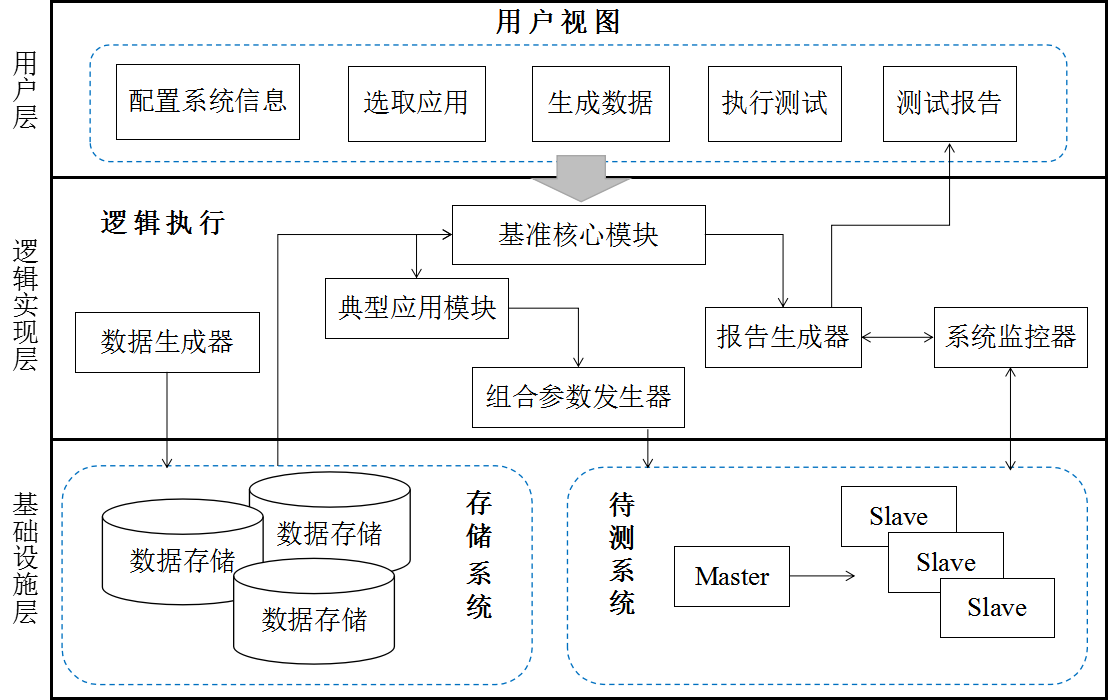 用户层
用户视图
配置系统信息
选取应用
生成数据
执行测试
测试报告
逻辑实现层
逻辑执行
基准核心模块
典型应用模块
数据生成器
报告生成器
系统监控器
组合参数发生器
基础设施层
数据存储
数据存储
数据存储
存储系统
待测系统
Master
Slave
Slave
Slave